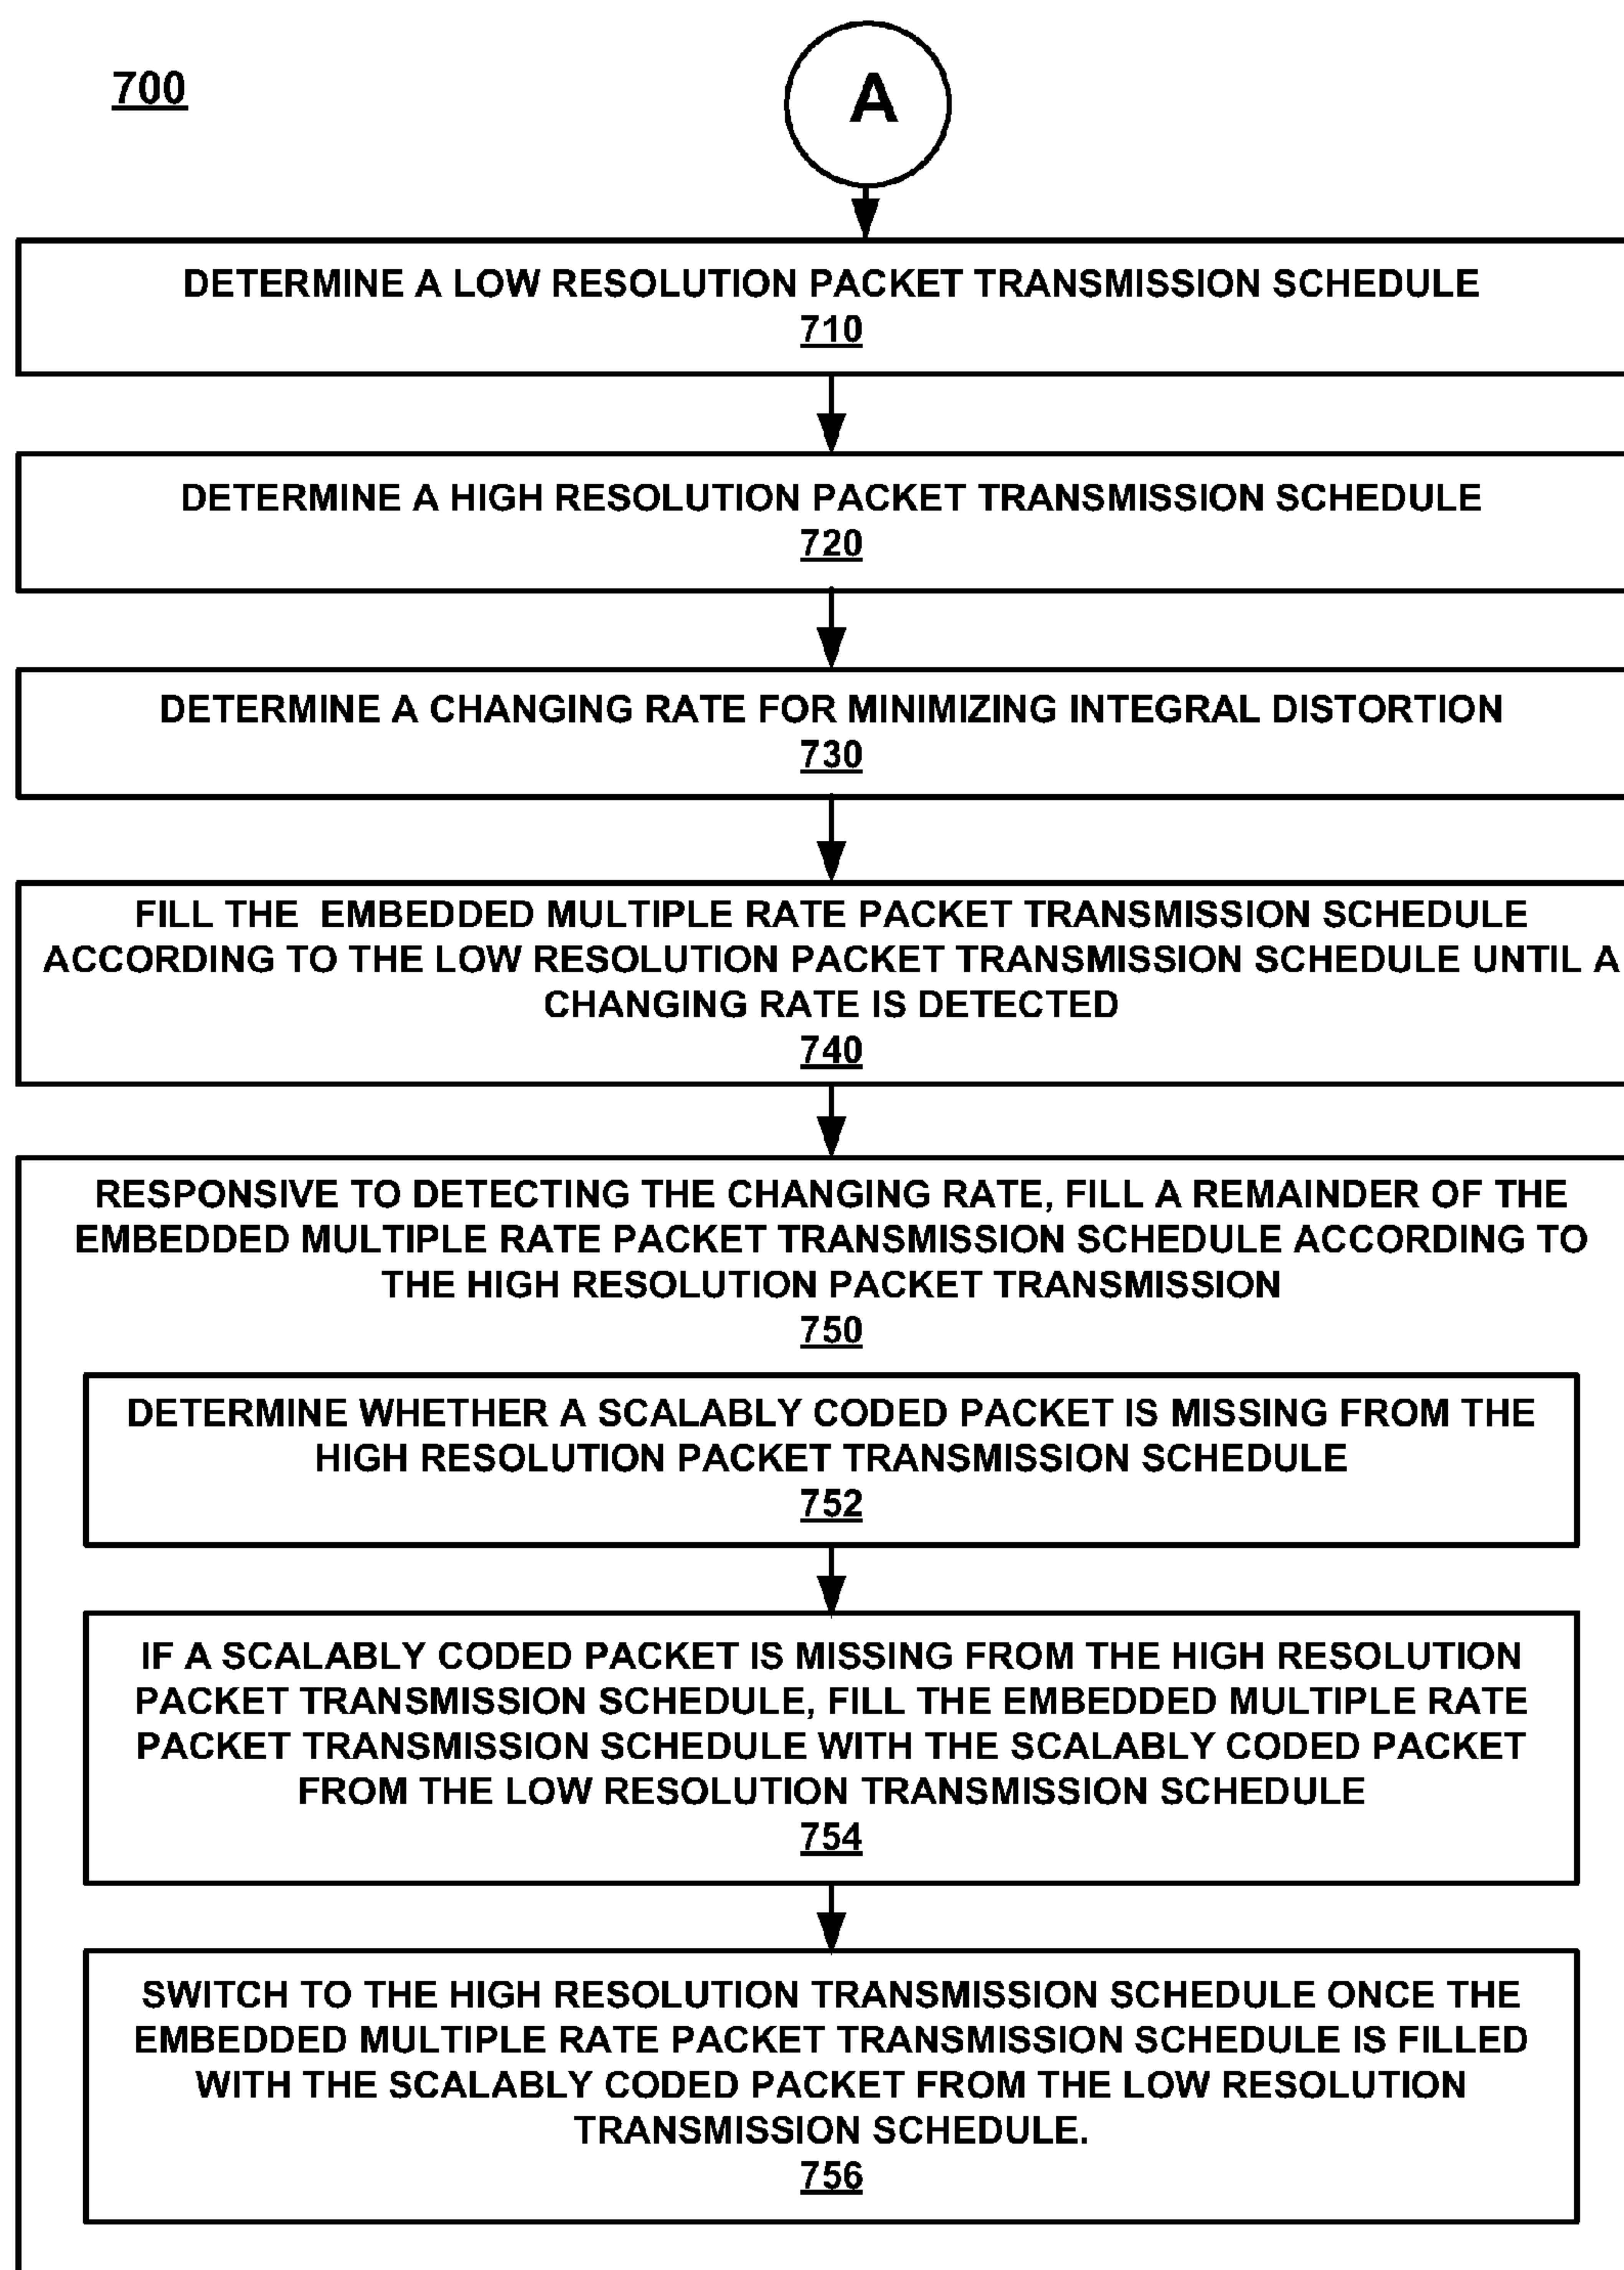 700
A
DETERMINE A LOW RESOLUTION PACKET TRANSMISSION SCHEDULE
710
DETERMINE A HIGH RESOLUTION PACKET TRANSMISSION SCHEDULE
720
DETERMINE A CHANGING RATE FOR MINIMIZING INTEGRAL DISTORTION
730
FILL THE EMBEDDED MULTIPLE RATE PACKET TRANSMISSION SCHEDULE
ACCORDING TO THE LOW RESOLUTION PACKET TRANSMISSION SCHEDULE UNTIL A
CHANGING RATE IS DETECTED
740
RESPONSIVE TO DETECTING THE CHANGING RATE, FILL A REMAINDER OF THE
EMBEDDED MULTIPLE RATE PACKET TRANSMISSION SCHEDULE ACCORDING TO
THE HIGH RESOLUTION PACKET TRANSMISSION
750
DETERMINE WHETHER A SCALABLY CODED PACKET IS MISSING FROM THE
HIGH RESOLUTION PACKET TRANSMISSION SCHEDULE
752
IF A SCALABLY CODED PACKET IS MISSING FROM THE HIGH RESOLUTION
PACKET TRANSMISSION SCHEDULE, FILL THE EMBEDDED MULTIPLE RATE
PACKET TRANSMISSION SCHEDULE WITH THE SCALABLY CODED PACKET
FROM THE LOW RESOLUTION TRANSMISSION SCHEDULE
754
SWITCH TO THE HIGH RESOLUTION TRANSMISSION SCHEDULE ONCE THE
EMBEDDED MULTIPLE RATE PACKET TRANSMISSION SCHEDULE IS FILLED
WITH THE SCALABLY CODED PACKET FROM THE LOW RESOLUTION
TRANSMISSION SCHEDULE.
756